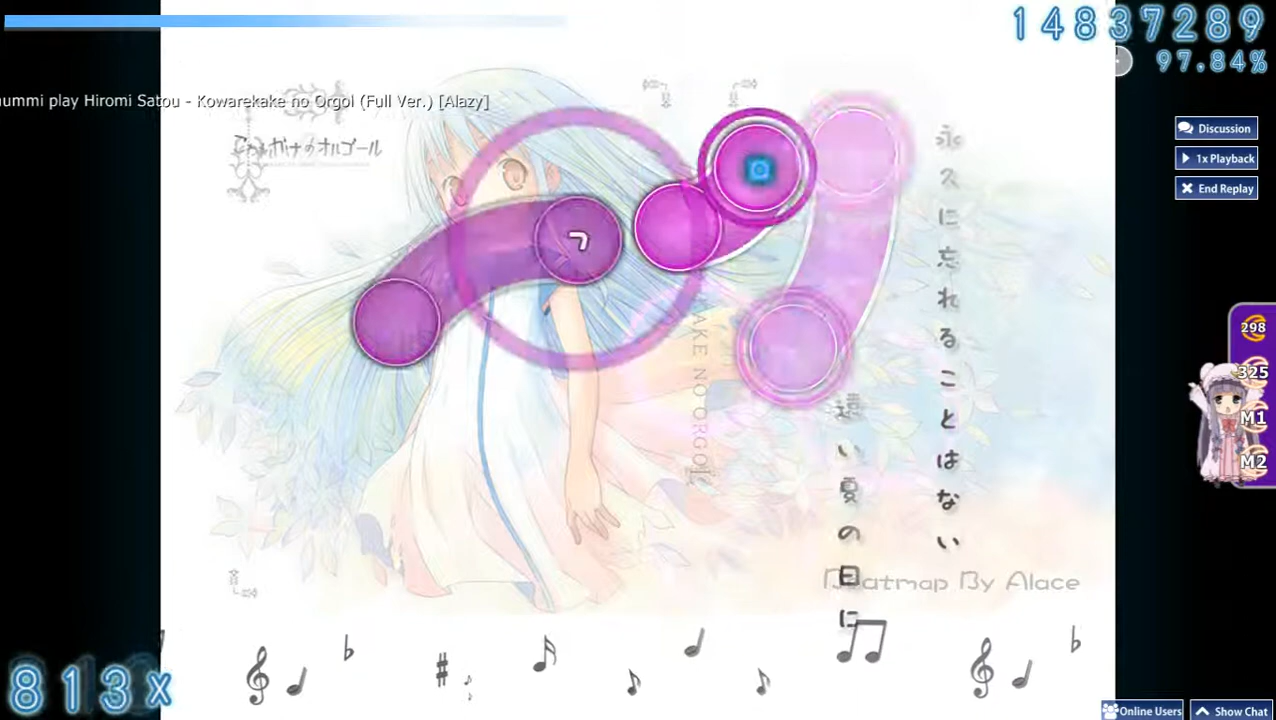 14837289
97.84%
ummi play Hiromi Satou - Kowarekake no Orgol (Full Ver.) [Alazy]
こわれかけのオルゴール
Discussion
1x Playback
End Replay
永久に忘れることはない
遠い夏の日に
AKE NO ORGOL
298
325
M1
M2
Beatmap By Alace
813x
Online Users
Show Chat